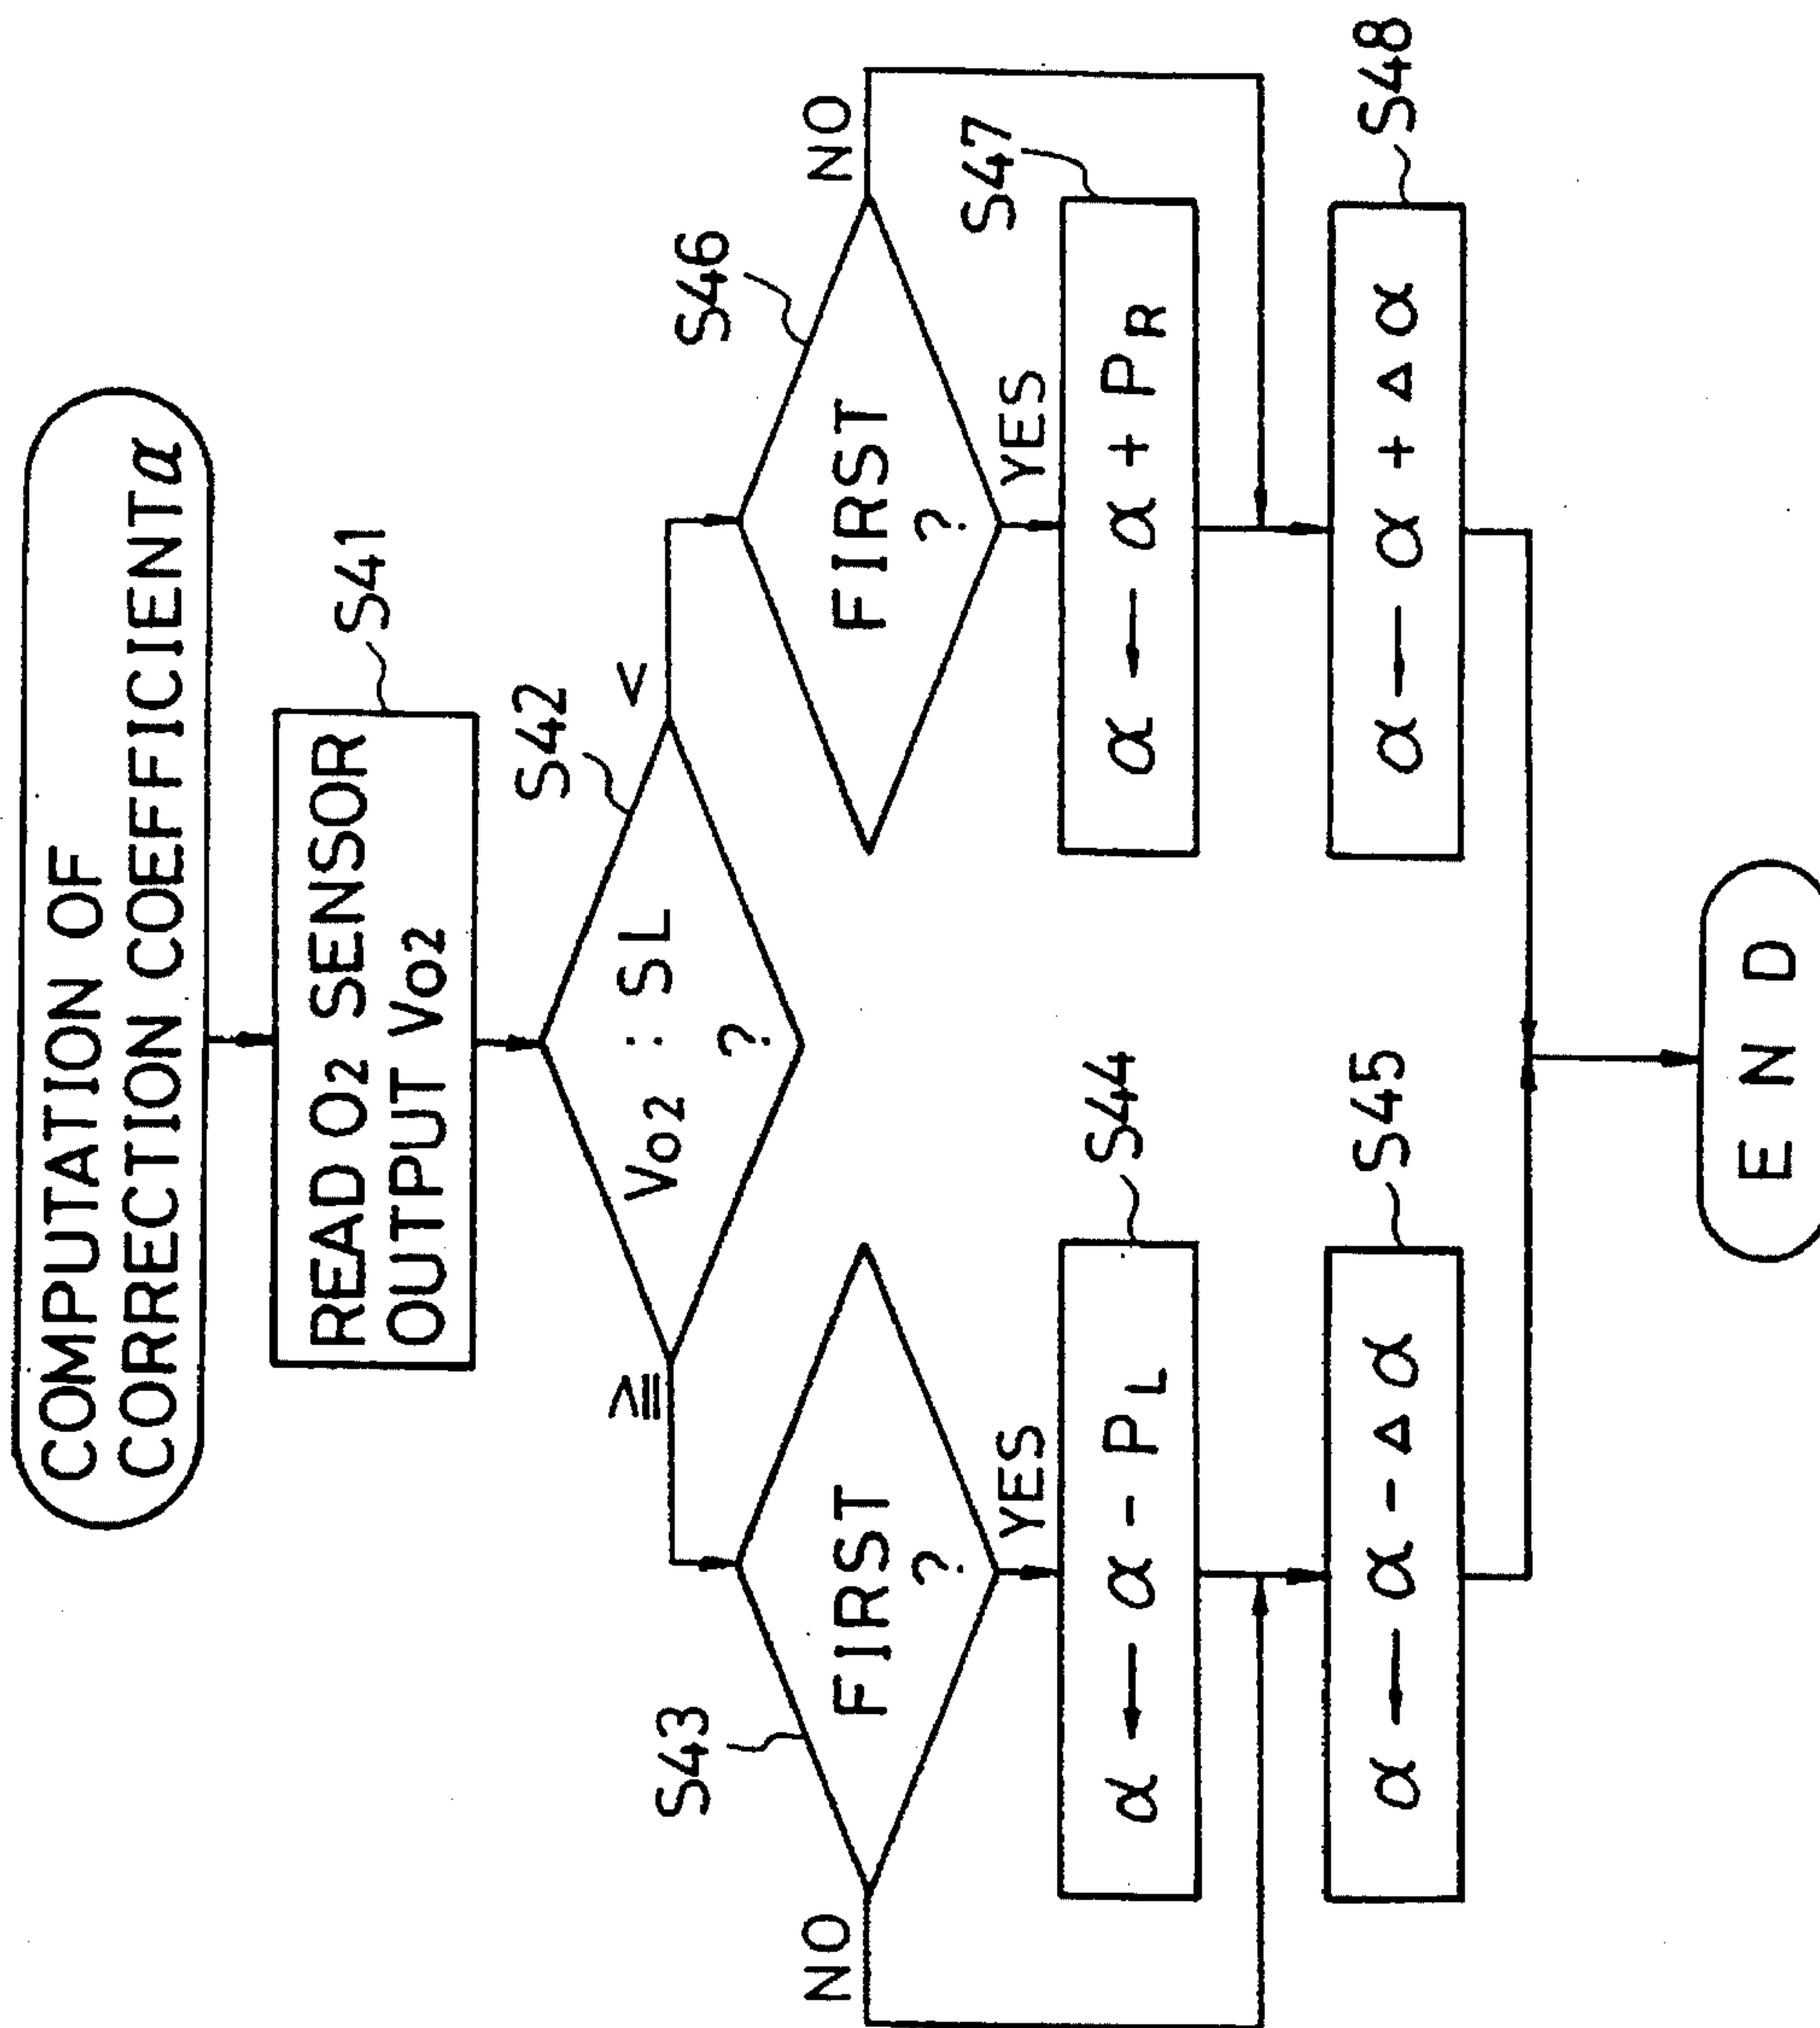 COMPUTATION OF
CORRECTION COEFFICIENT α
S41
READ O2 SENSOR
OUTPUT VO2
S42
VO2 : SL
?
≧
<
S43
FIRST
?
NO
YES
S46
FIRST
?
NO
YES
S44
α ← α - PL
S47
α ← α + PR
S45
α ← α - Δα
S48
α ← α + Δα
END